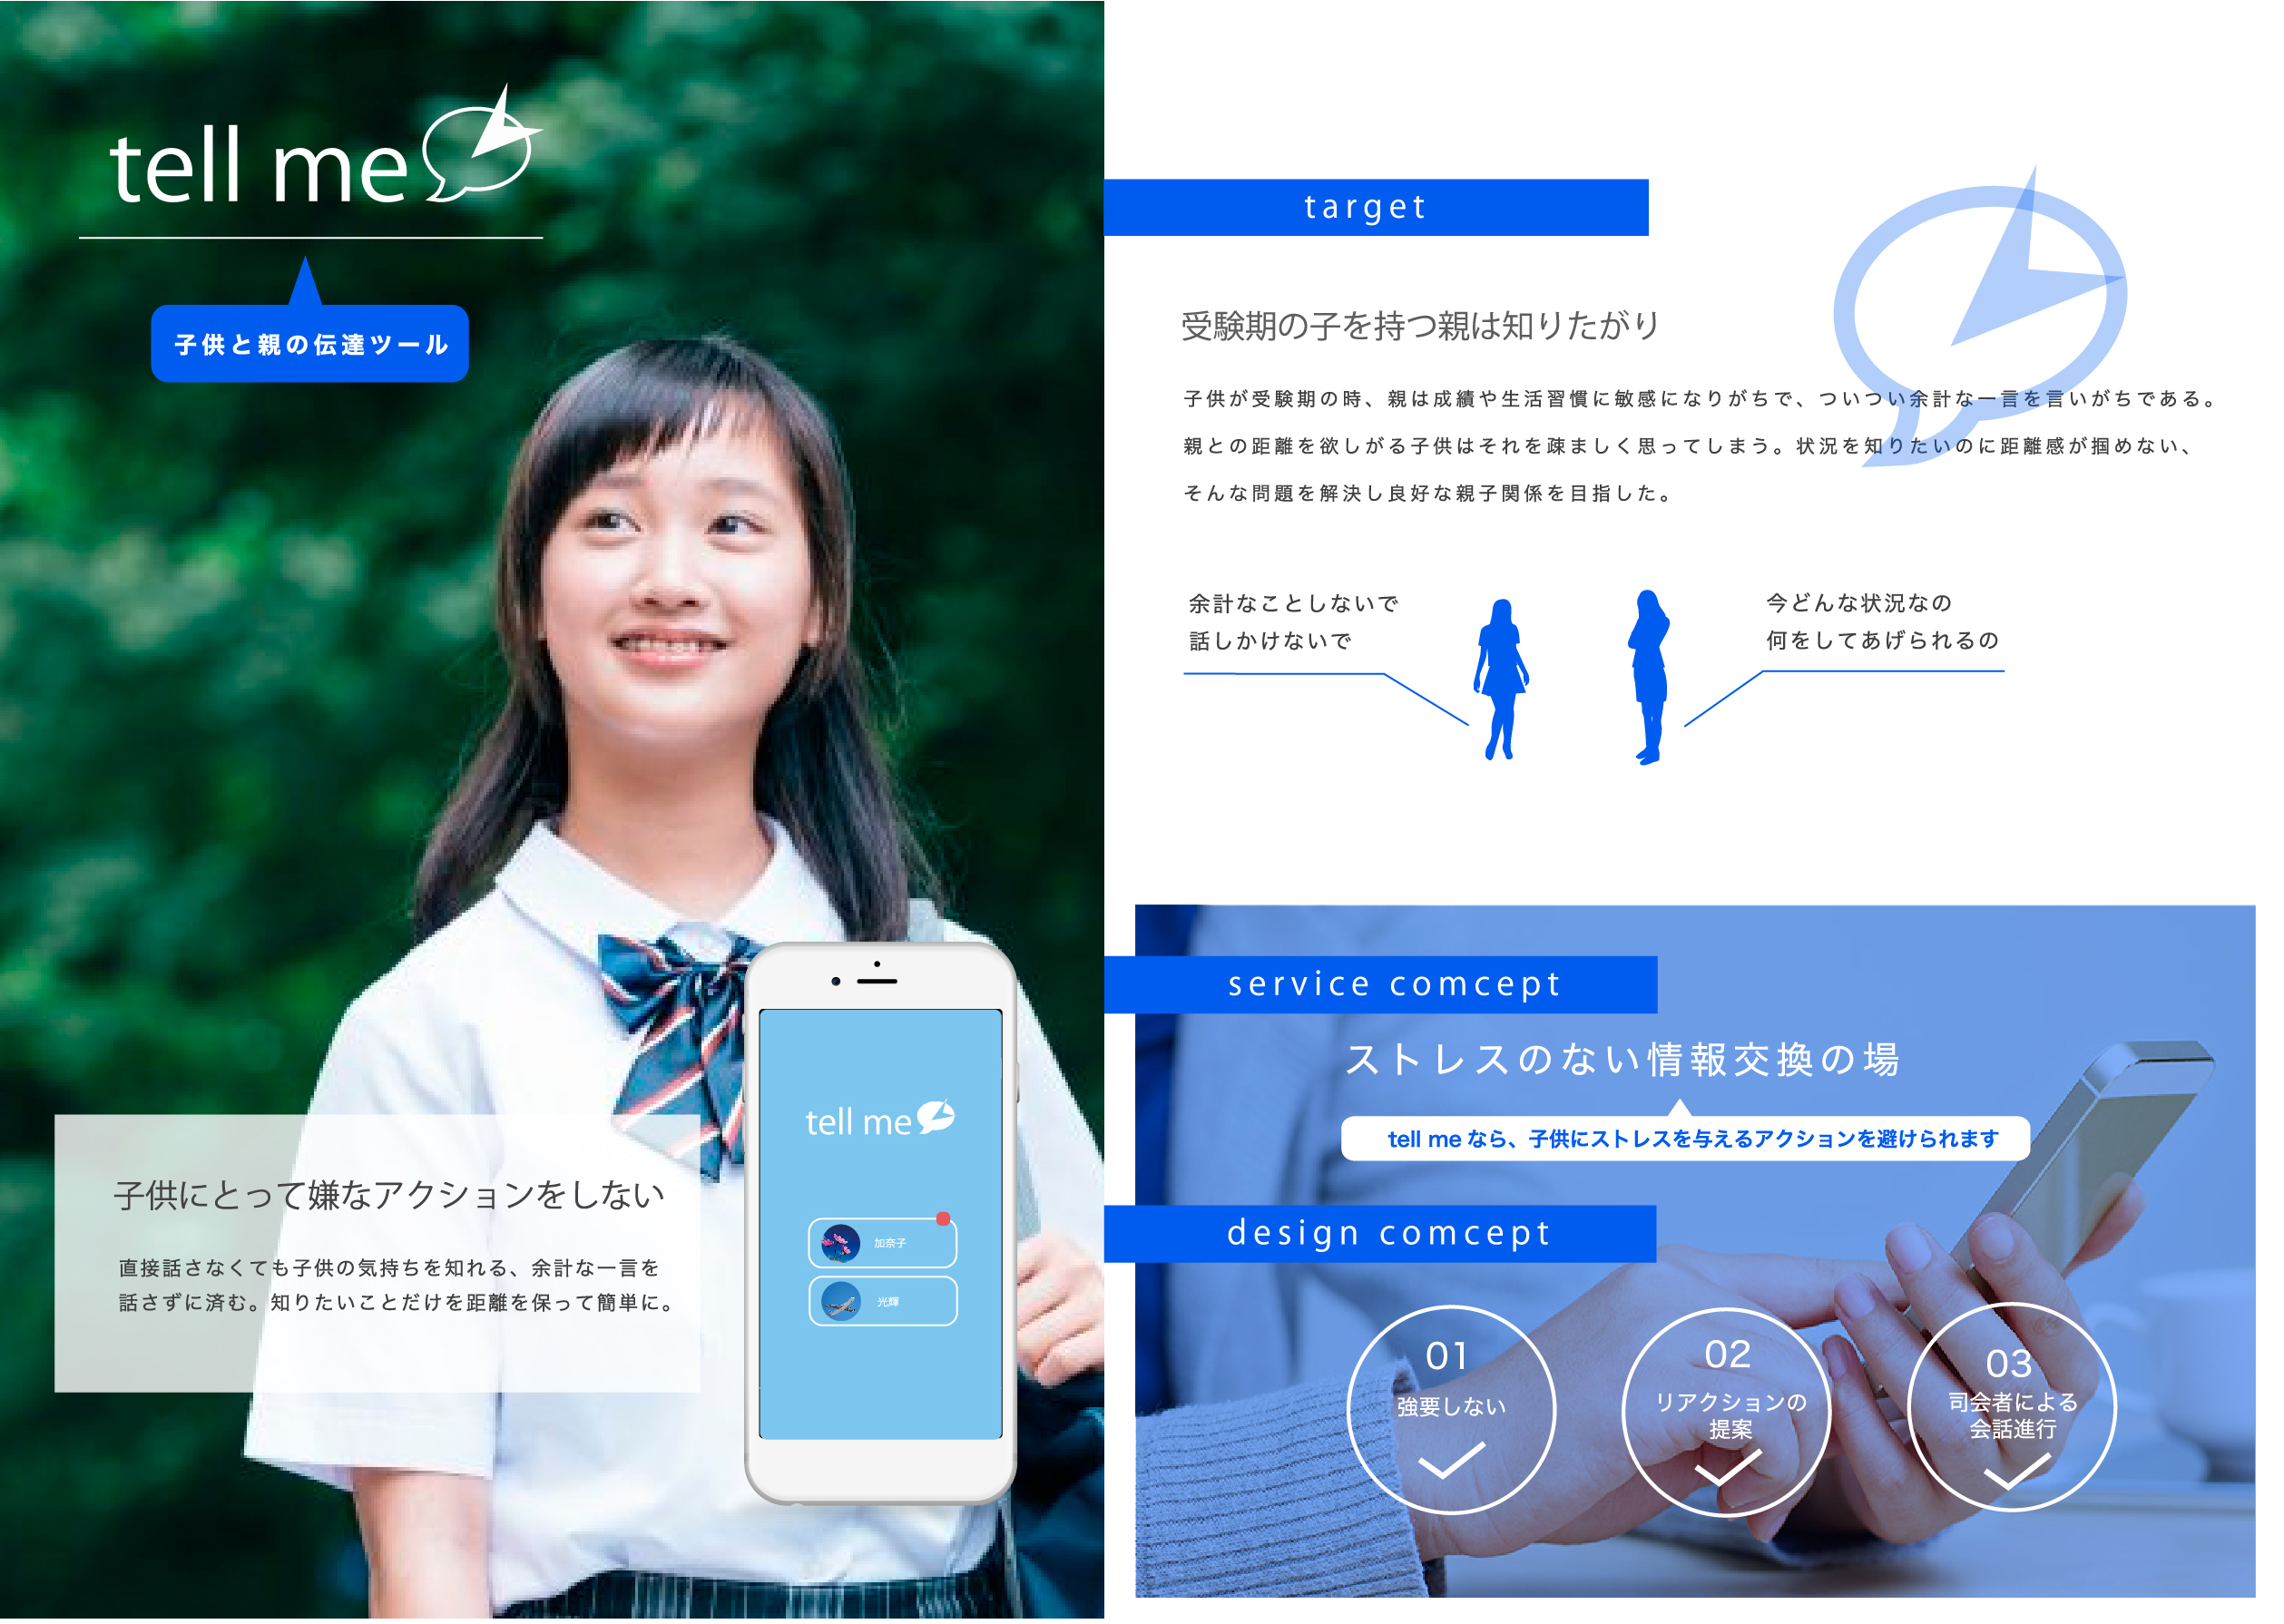 tell me
子供と親の伝達ツール
子供にとって嫌なアクションをしない
直接話さなくても子供の気持ちを知れる、余計な一言を
話さずに済む。知りたいことだけを距離を保って簡単に。
tell me
加奈子
光輝
target
受験期の子を持つ親は知りたがり
子供が受験期の時、親は成績や生活習慣に敏感になりがちで、ついつい余計な一言を言いがちである。
親との距離を欲しがる子供はそれを疎ましく思ってしまう。状況を知りたいのに距離感が掴めない、
そんな問題を解決し良好な親子関係を目指した。
余計なことしないで
話しかけないで
今どんな状況なの
何をしてあげられるの
service comcept
ストレスのない情報交換の場
tell me なら、子供にストレスを与えるアクションを避けられます
design comcept
01
強要しない
02
リアクションの
提案
03
司会者による
会話進行